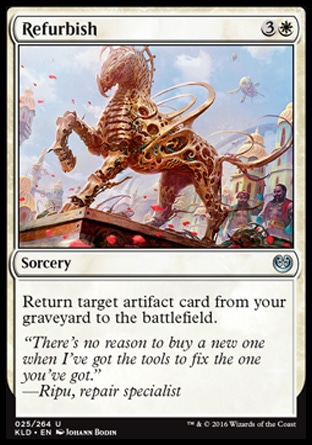 Refurbish 3
Sorcery
Return target artifact card from your
graveyard to the battlefield.
“There’s no reason to buy a new one
when I’ve got the tools to fix the one
you’ve got.”
—Ripu, repair specialist
025/264 U
KLD • EN Johann Bodin ™ & © 2016 Wizards of the Coast